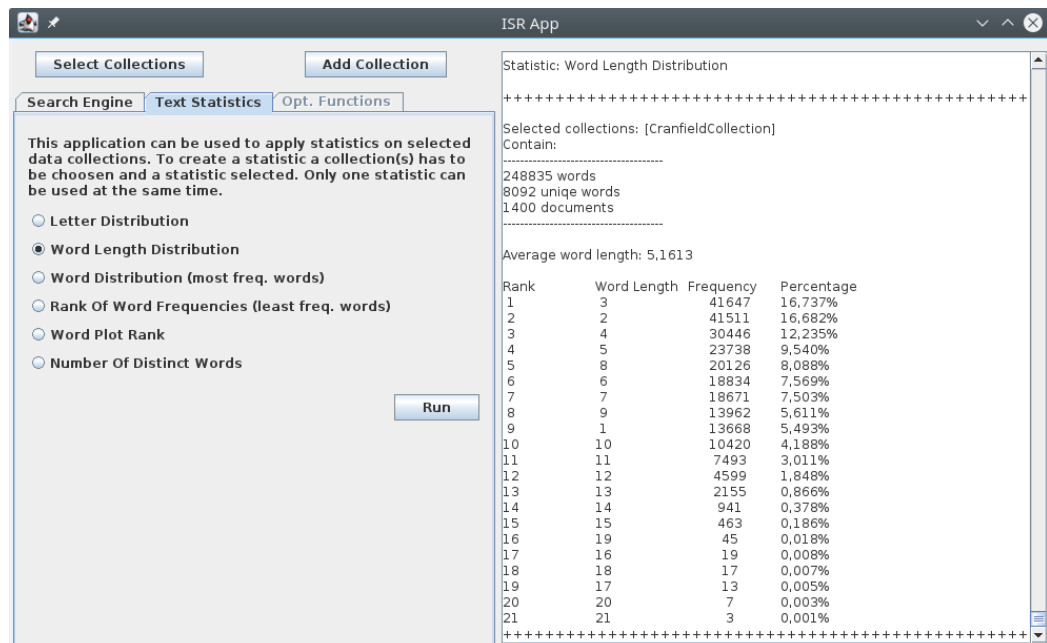 ISR App
Select Collections
Add Collection
Search Engine
Text Statistics
Opt. Functions
This application can be used to apply statistics on selected
data collections. To create a statistic a collection(s) has to
be choosen and a statistic selected. Only one statistic can
be used at the same time.
Letter Distribution
Word Length Distribution
Word Distribution (most freq. words)
Rank Of Word Frequencies (least freq. words)
Word Plot Rank
Number Of Distinct Words
Run
Statistic: Word Length Distribution
++++++++++++++++++++++++++++++++++++++++++++++++++
Selected collections: [CranfieldCollection]
Contain:
--------------------------------------
248835 words
8092 uniqe words
1400 documents
--------------------------------------
Average word length: 5,1613
Rank Word Length Frequency Percentage
1 3 41647 16,737%
2 2 41511 16,682%
3 4 30446 12,235%
4 5 23738 9,540%
5 8 20126 8,088%
6 6 18834 7,569%
7 7 18671 7,503%
8 9 13962 5,611%
9 1 13668 5,493%
10 10 10420 4,188%
11 11 7493 3,011%
12 12 4599 1,848%
13 13 2155 0,866%
14 14 941 0,378%
15 15 463 0,186%
16 19 45 0,018%
17 16 19 0,008%
18 18 17 0,007%
19 17 13 0,005%
20 20 7 0,003%
21 21 3 0,001%
++++++++++++++++++++++++++++++++++++++++++++++++++